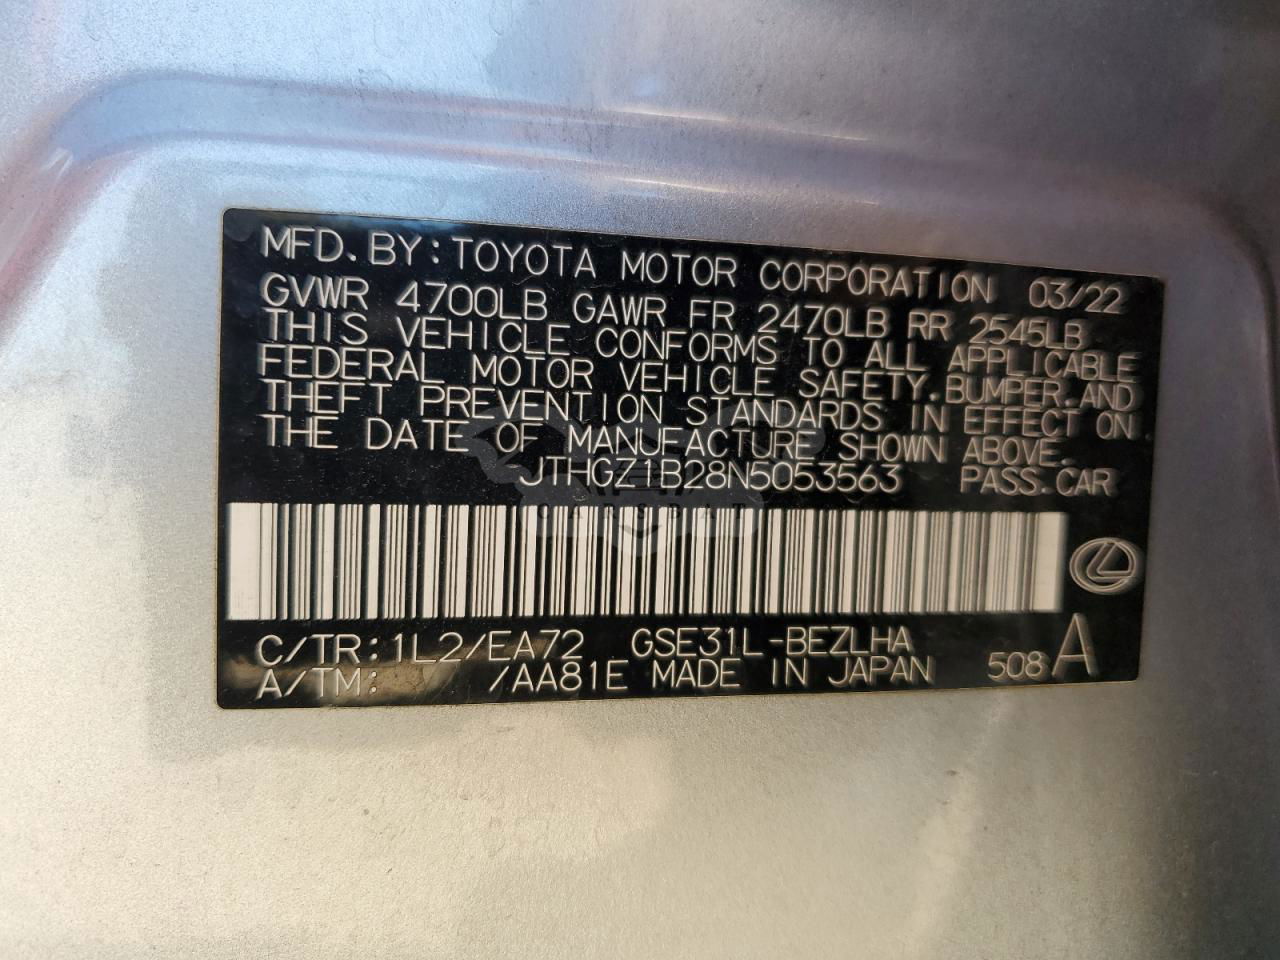 MFD.BY:TOYOTA MOTOR CORPORATION 03/22
GVWR 4700LB GAWR FR 2470LB RR 2545LB
THIS VEHICLE CONFORMS TO ALL APPLICABLE
FEDERAL MOTOR VEHICLE SAFETY.BUMPER.AND
THEFT PREVENTION STANDARDS IN EFFECT ON
THE DATE OF MANUFACTURE SHOWN ABOVE.
JTHGZ1B28N5053563 PASS.CAR
CARSBAT
C/TR:1L2/EA72 GSE31L-BEZLHA
A/TM: /AA81E MADE IN JAPAN 508 A